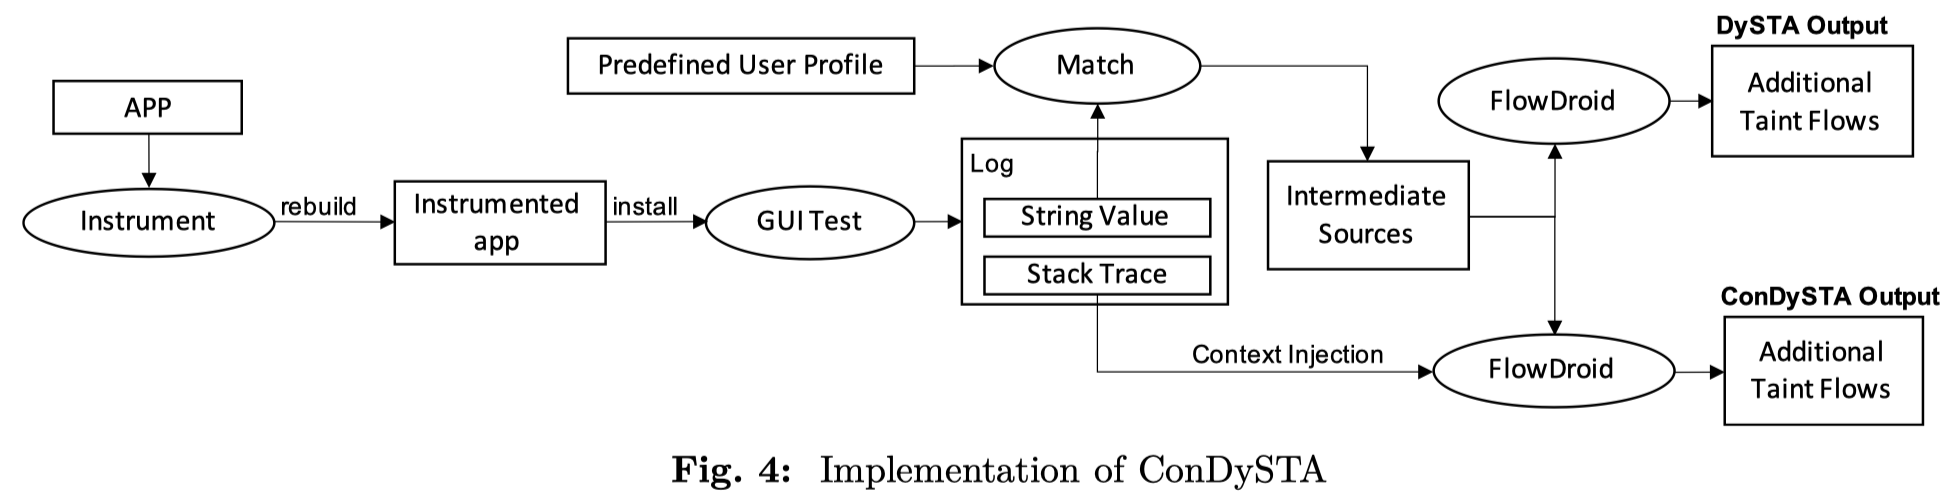 APP
Instrument
rebuild
Instrumented
app
install
GUI Test
Predefined User Profile
Match
Log
String Value
Stack Trace
Context Injection
Intermediate
Sources
FlowDroid
DySTA Output
Additional
Taint Flows
FlowDroid
ConDySTA Output
Additional
Taint Flows
Fig. 4: Implementation of ConDySTA